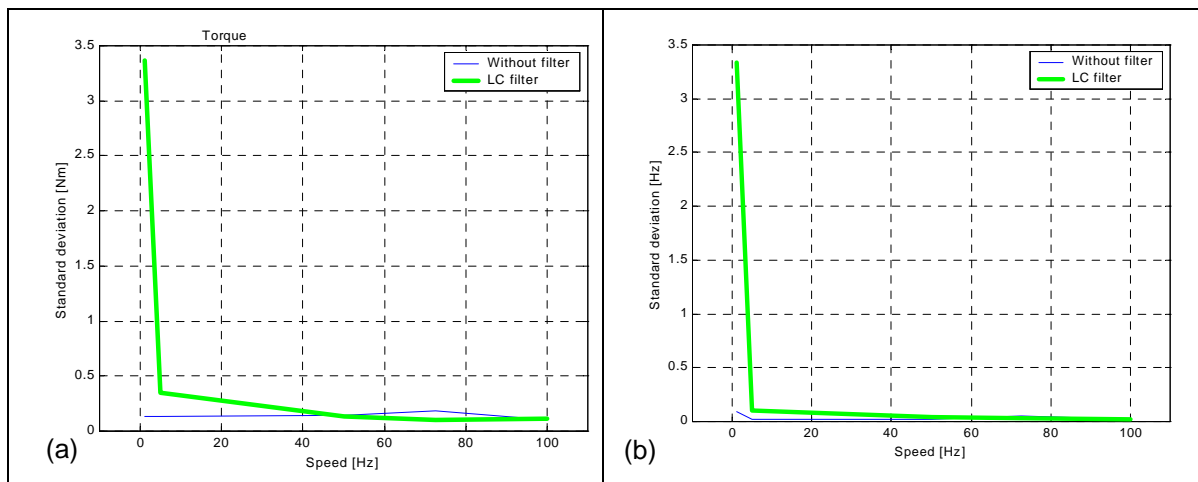 Torque
3.5
3
2.5
2
1.5
1
0.5
0
Standard deviation [Nm]
Without filter
LC filter
0 20 40 60 80 100
Speed [Hz]
(a)
3.5
3
2.5
2
1.5
1
0.5
0
Standard deviation [Hz]
Without filter
LC filter
0 20 40 60 80 100
Speed [Hz]
(b)